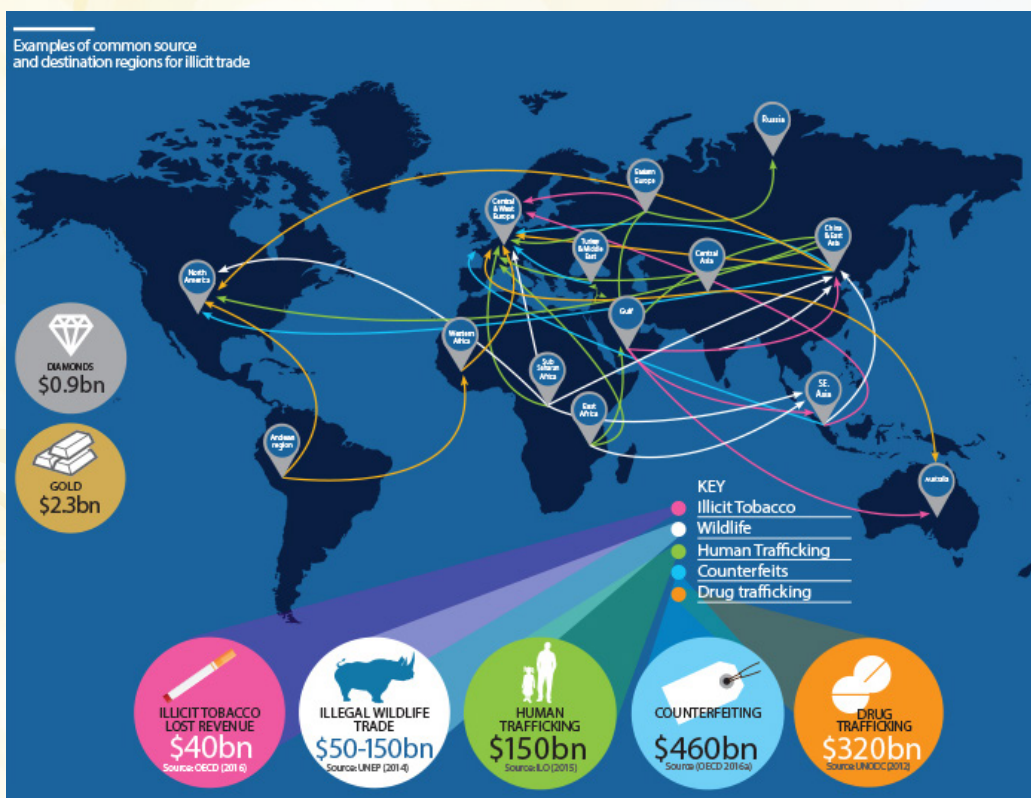 Examples of common source
and destination regions for illicit trade
Russia
Eastern
Europe
Central
& West
Europe
China
& East
Asia
Turkey
& Middle
East
Central
Asia
North
America
Gulf
Western
Africa
Sub
Saharan
Africa
SE.
Asia
East
Africa
Andean
region
Australia
DIAMONDS
$0.9bn
GOLD
$2.3bn
KEY
Illicit Tobacco
Wildlife
Human Trafficking
Counterfeits
Drug trafficking
ILLICIT TOBACCO
LOST REVENUE
$40bn
Source: OECD (2016)
ILLEGAL WILDLIFE
TRADE
$50-150bn
Source: UNEP (2014)
HUMAN
TRAFFICKING
$150bn
Source: ILO (2015)
COUNTERFEITING
$460bn
Source: (OECD 2016a)
DRUG
TRAFFICKING
$320bn
Source: UNODC (2012)